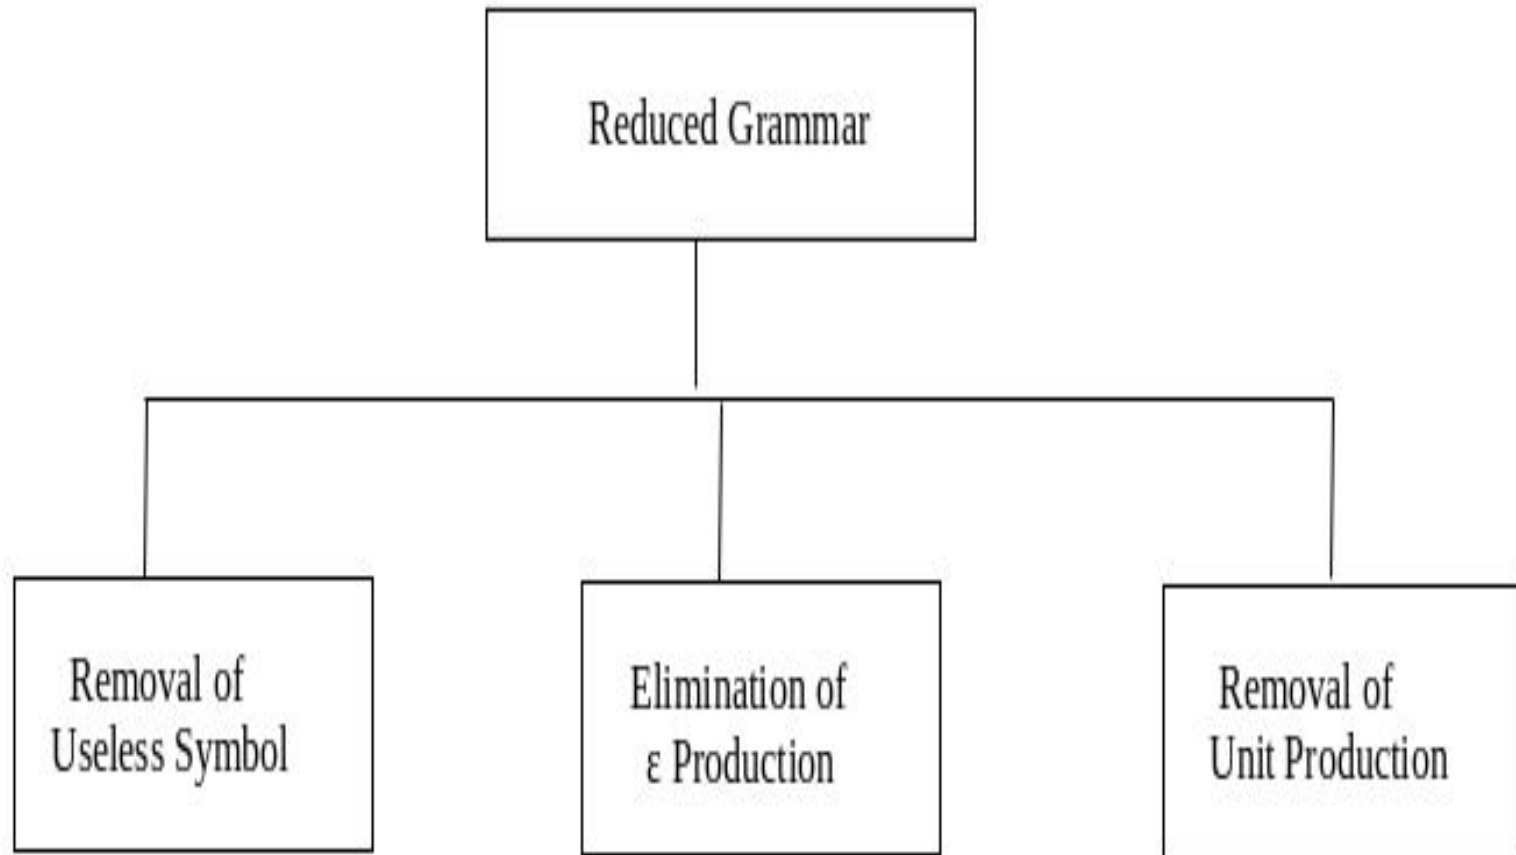 Reduced Grammar
Removal of
Useless Symbol
Elimination of
ε Production
Removal of
Unit Production